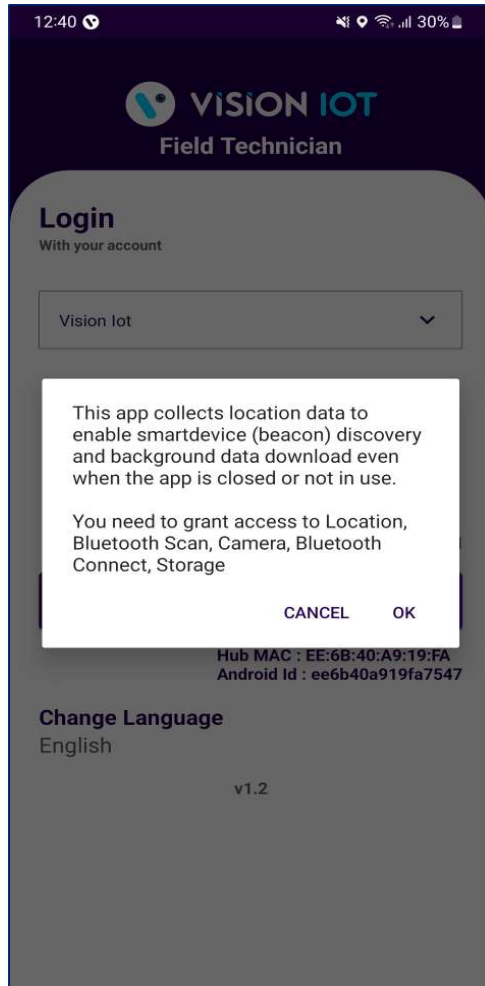 12:40 30%
VISION IOT
Field Technician
Login
With your account
Vision Iot
This app collects location data to
enable smartdevice (beacon) discovery
and background data download even
when the app is closed or not in use.
You need to grant access to Location,
Bluetooth Scan, Camera, Bluetooth
Connect, Storage
CANCEL OK
Hub MAC : EE:6B:40:A9:19:FA
Android Id : ee6b40a919fa7547
Change Language
English
v1.2